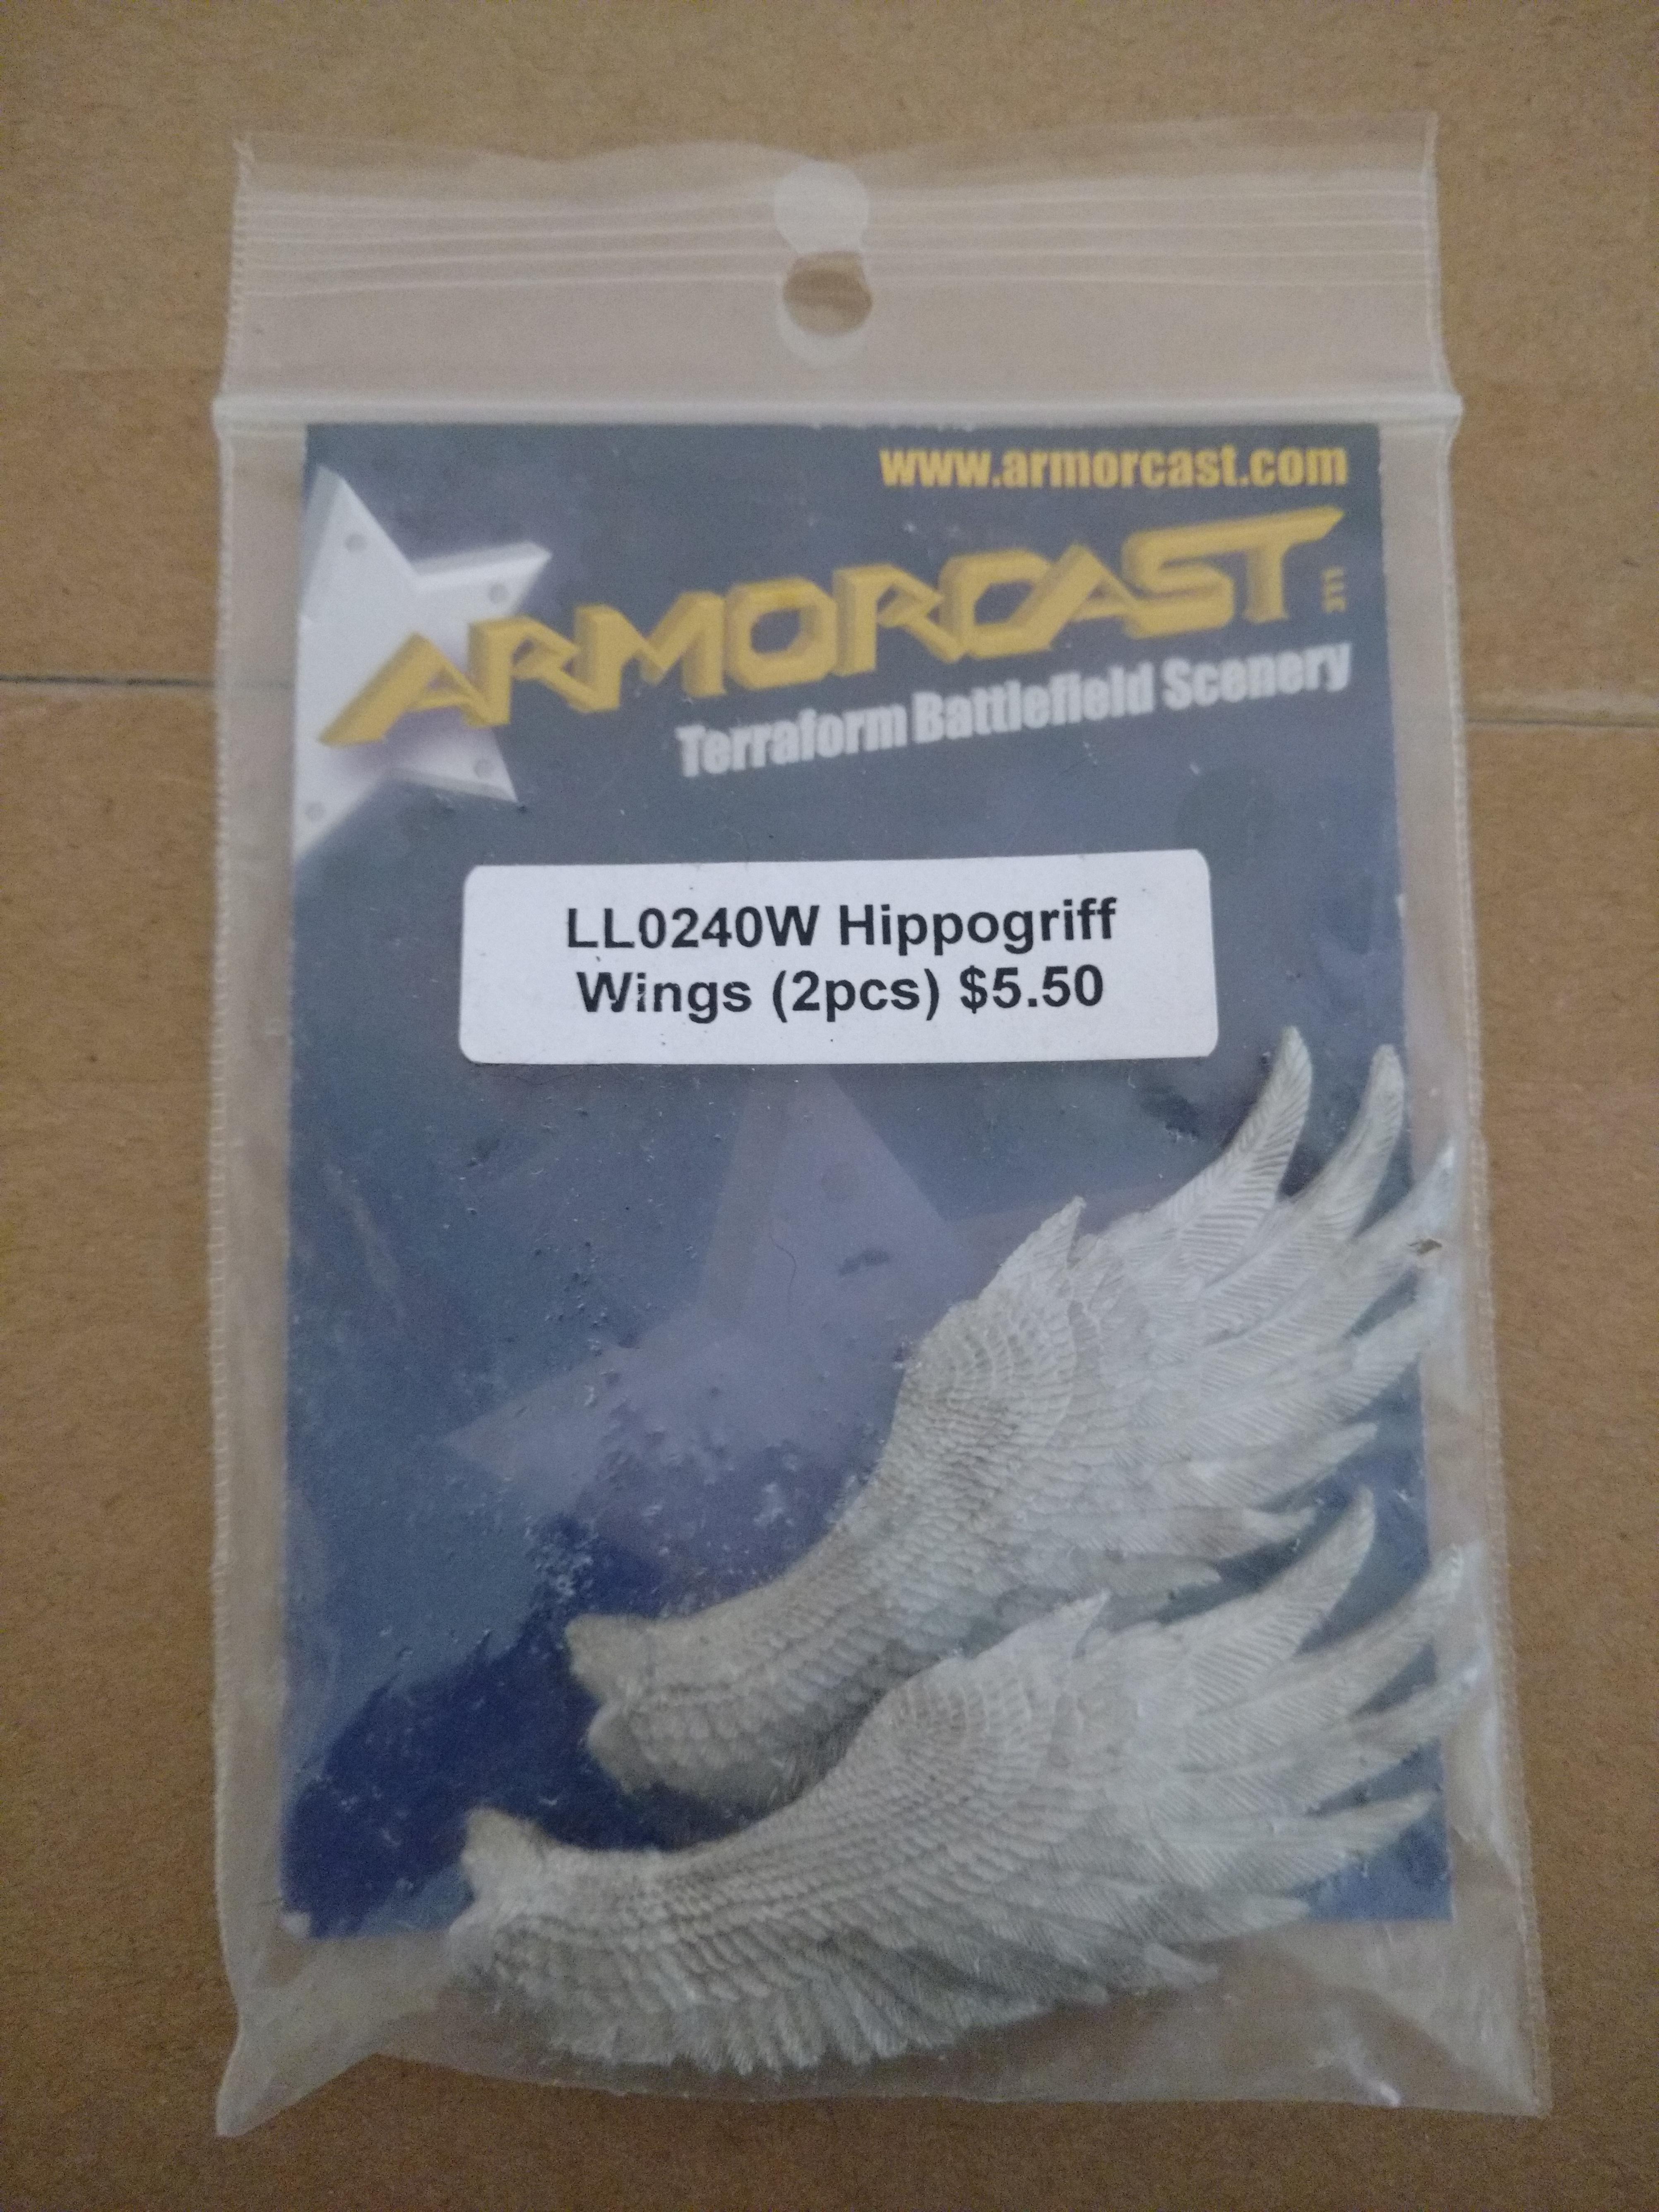 www.armorcast.com
ARMORCAST
Terraform Battlefield Scenery
LL0240W Hippogriff
Wings (2pcs) $5.50